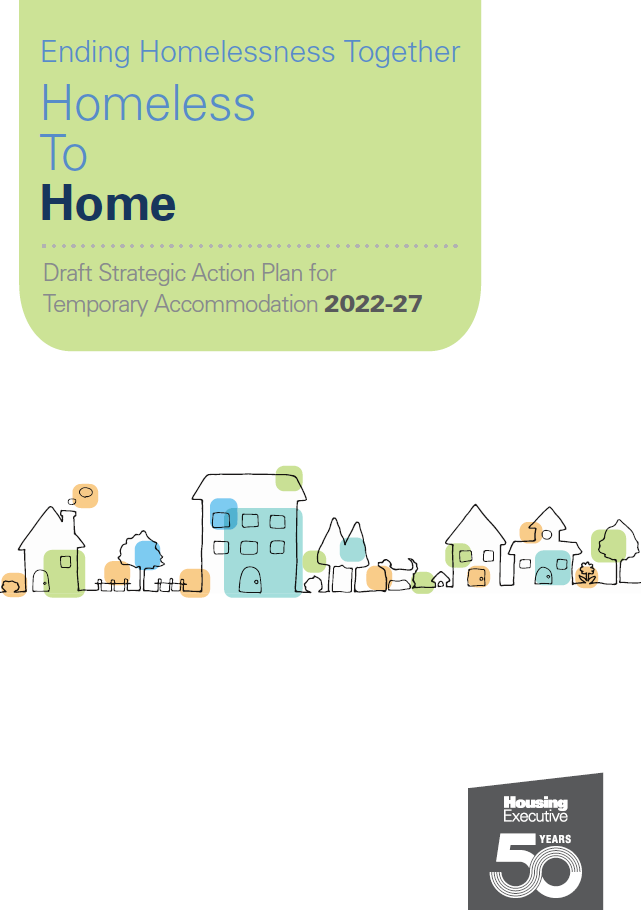 Ending Homelessness Together
Homeless
To
Home
Draft Strategic Action Plan for
Temporary Accommodation 2022-27
Housing
Executive
50 YEARS